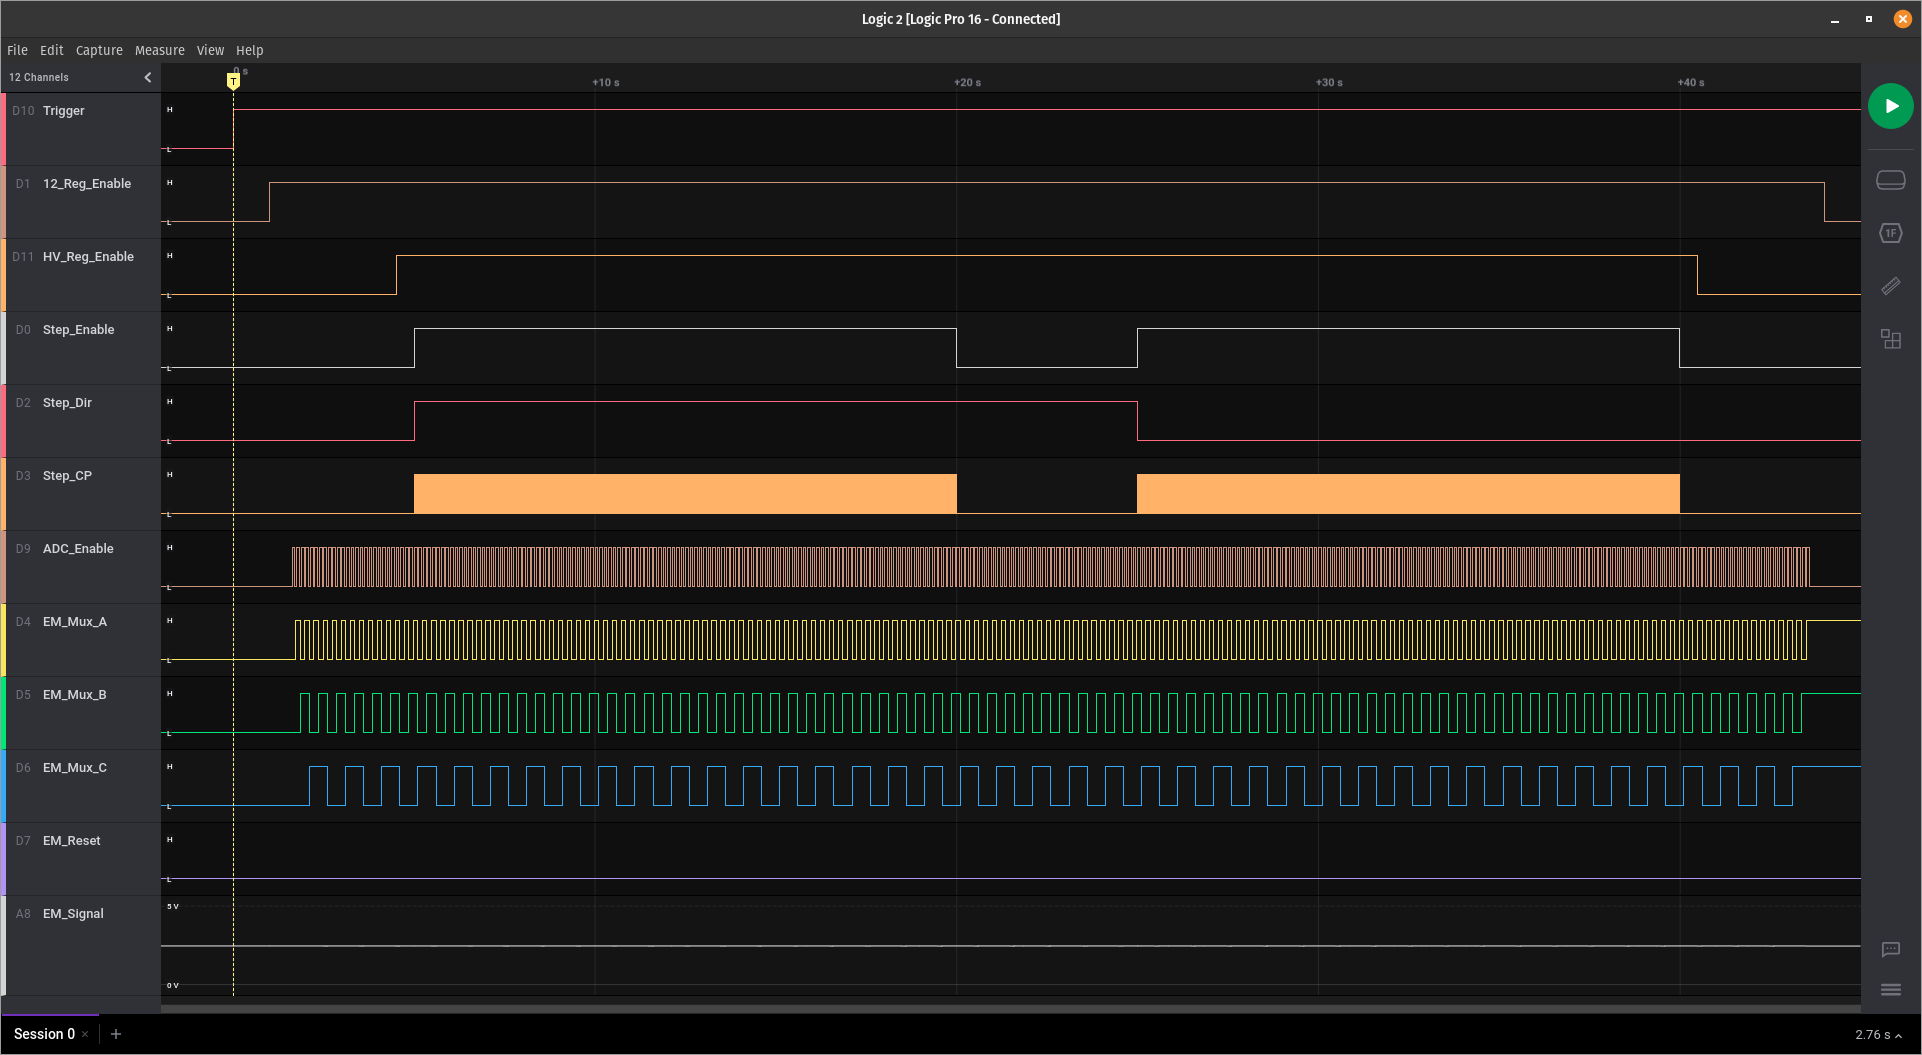 Logic 2 [Logic Pro 16 - Connected]
File Edit Capture Measure View Help
12 Channels
0 s
T
+10 s +20 s +30 s +40 s
D10 Trigger H L
D1 12_Reg_Enable H L
D11 HV_Reg_Enable H L
D0 Step_Enable H L
D2 Step_Dir H L
D3 Step_CP H L
D9 ADC_Enable H L
D4 EM_Mux_A H L
D5 EM_Mux_B H L
D6 EM_Mux_C H L
D7 EM_Reset H L
A8 EM_Signal 5 V
0 V
1F
Session 0 × +
2.76 s